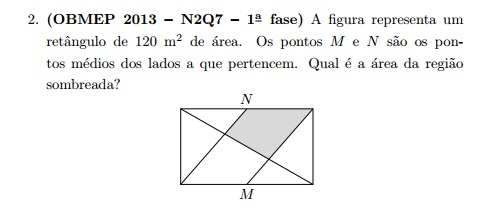 2. (OBMEP 2013 – N2Q7 – 1ª fase) A figura representa um
retângulo de 120 m² de área. Os pontos M e N são os pon-
tos médios dos lados a que pertencem. Qual é a área da região
sombreada?
N
M